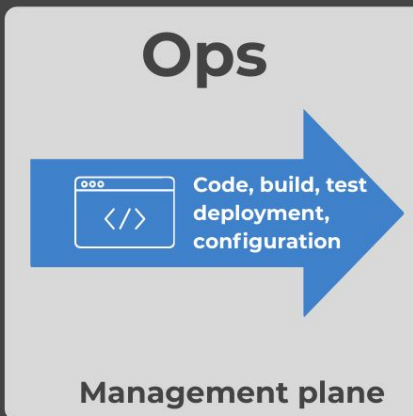 Ops
</>
Code, build, test
deployment,
configuration
Management plane